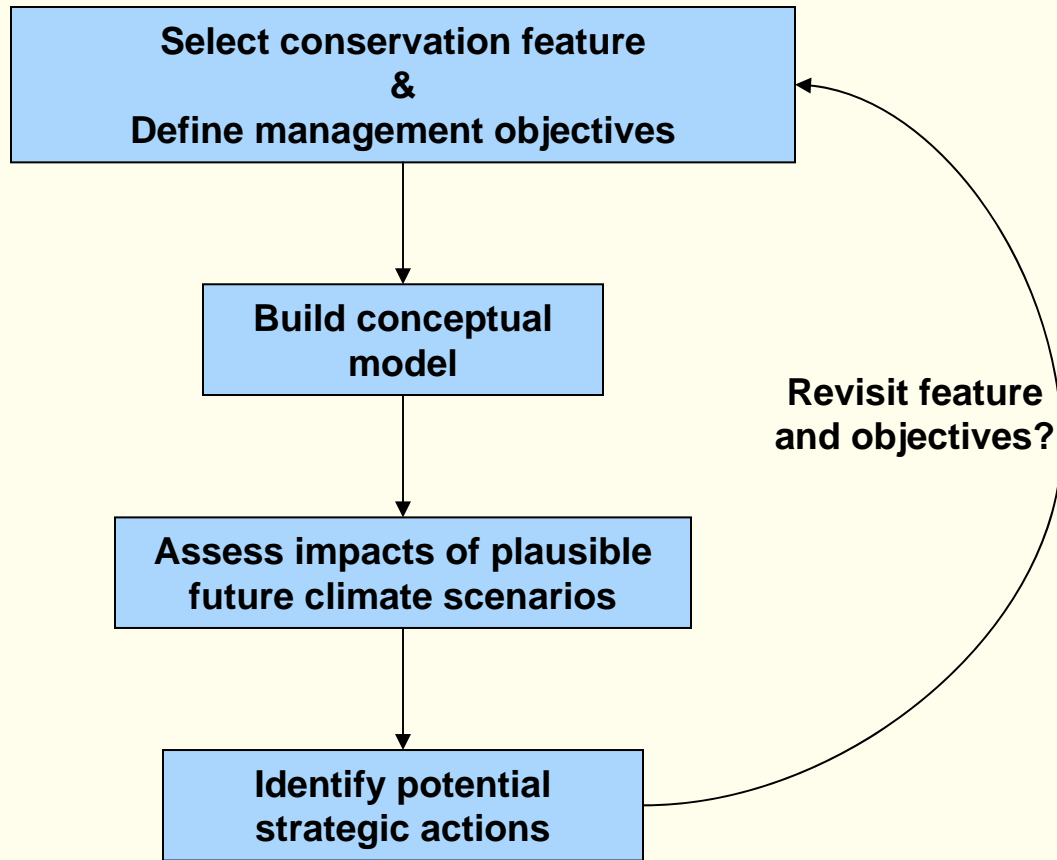 Select conservation feature
&
Define management objectives
Build conceptual
model
Revisit feature
and objectives?
Assess impacts of plausible
future climate scenarios
Identify potential
strategic actions